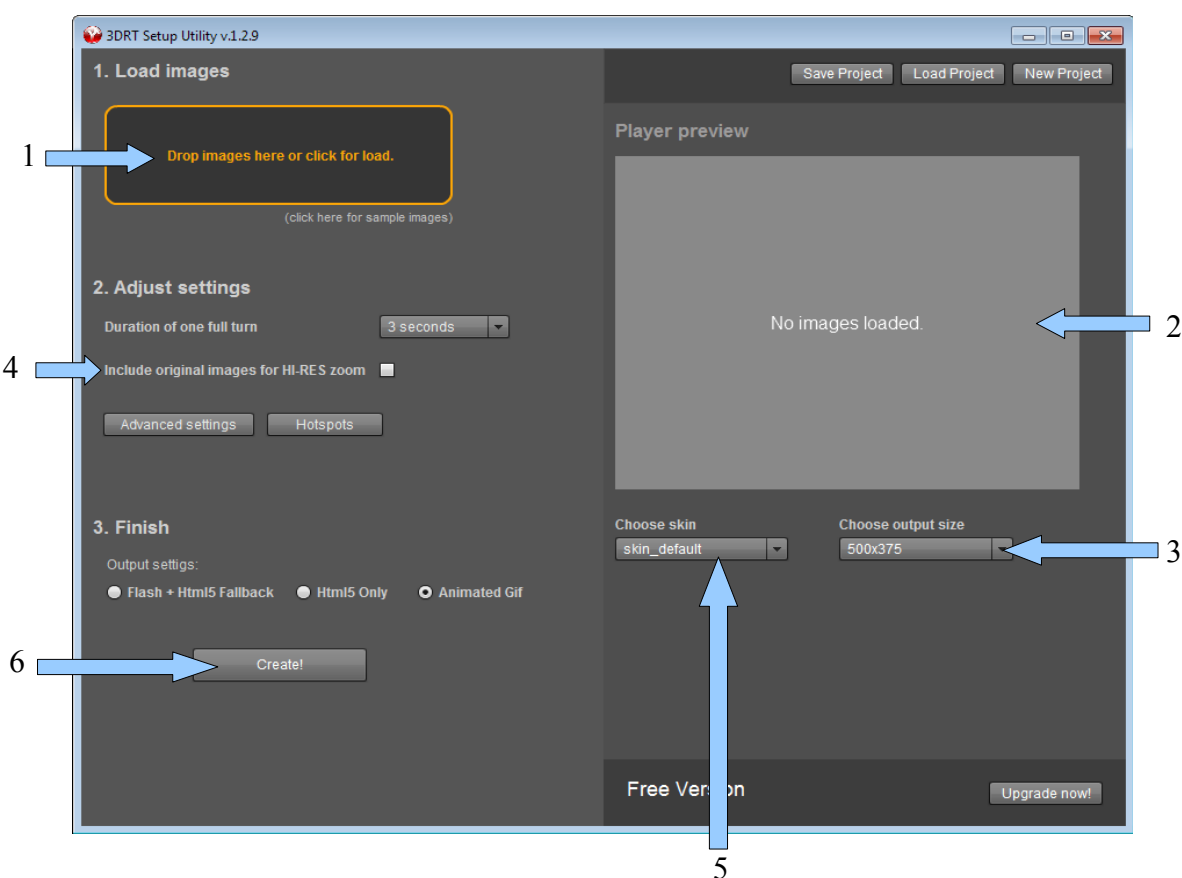 3DRT Setup Utility v.1.2.9
1. Load images
Save Project Load Project New Project
Player preview
1
Drop images here or click for load.
(click here for sample images)
2. Adjust settings
Duration of one full turn 3 seconds
No images loaded.
2
4
Include original images for HI-RES zoom
Advanced settings Hotspots
3. Finish
Choose skin Choose output size
skin_default 500x375
3
Output settigs:
Flash + Html5 Fallback Html5 Only Animated Gif
6
Create!
Free Version
Upgrade now!
5